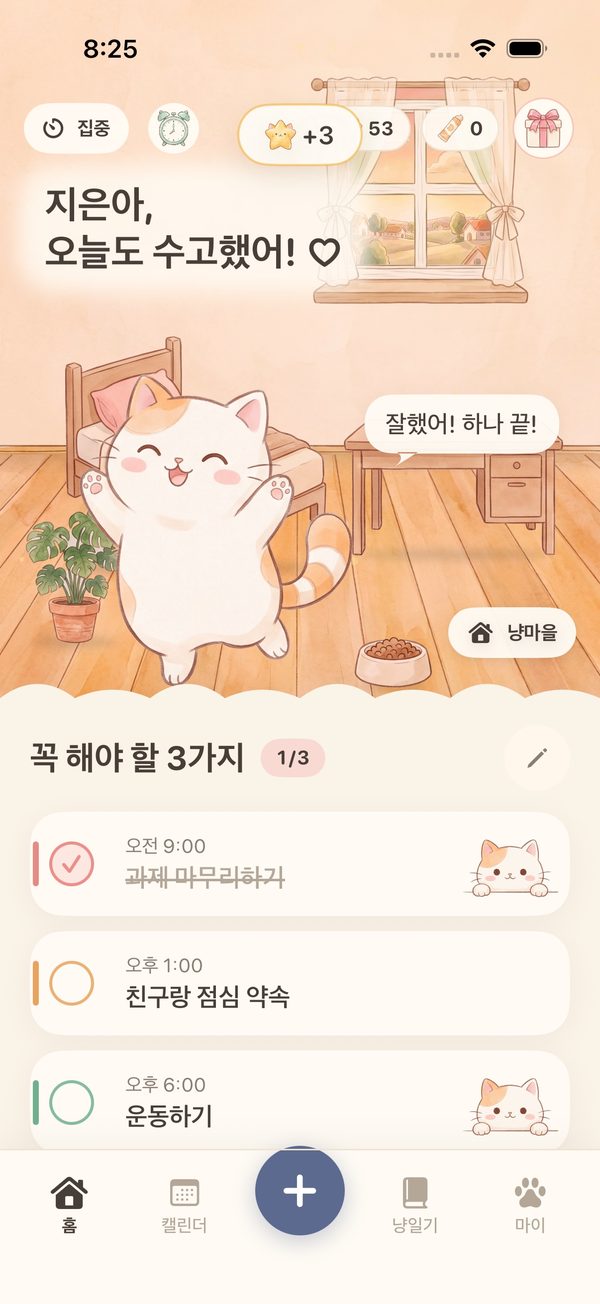 8:25
집중
+3
53
0
지은아,
오늘도 수고했어! ♡
잘했어! 하나 끝!
냥마을
꼭 해야 할 3가지
1/3
오전 9:00
과제 마무리하기
오후 1:00
친구랑 점심 약속
오후 6:00
운동하기
홈
캘린더
냥일기
마이